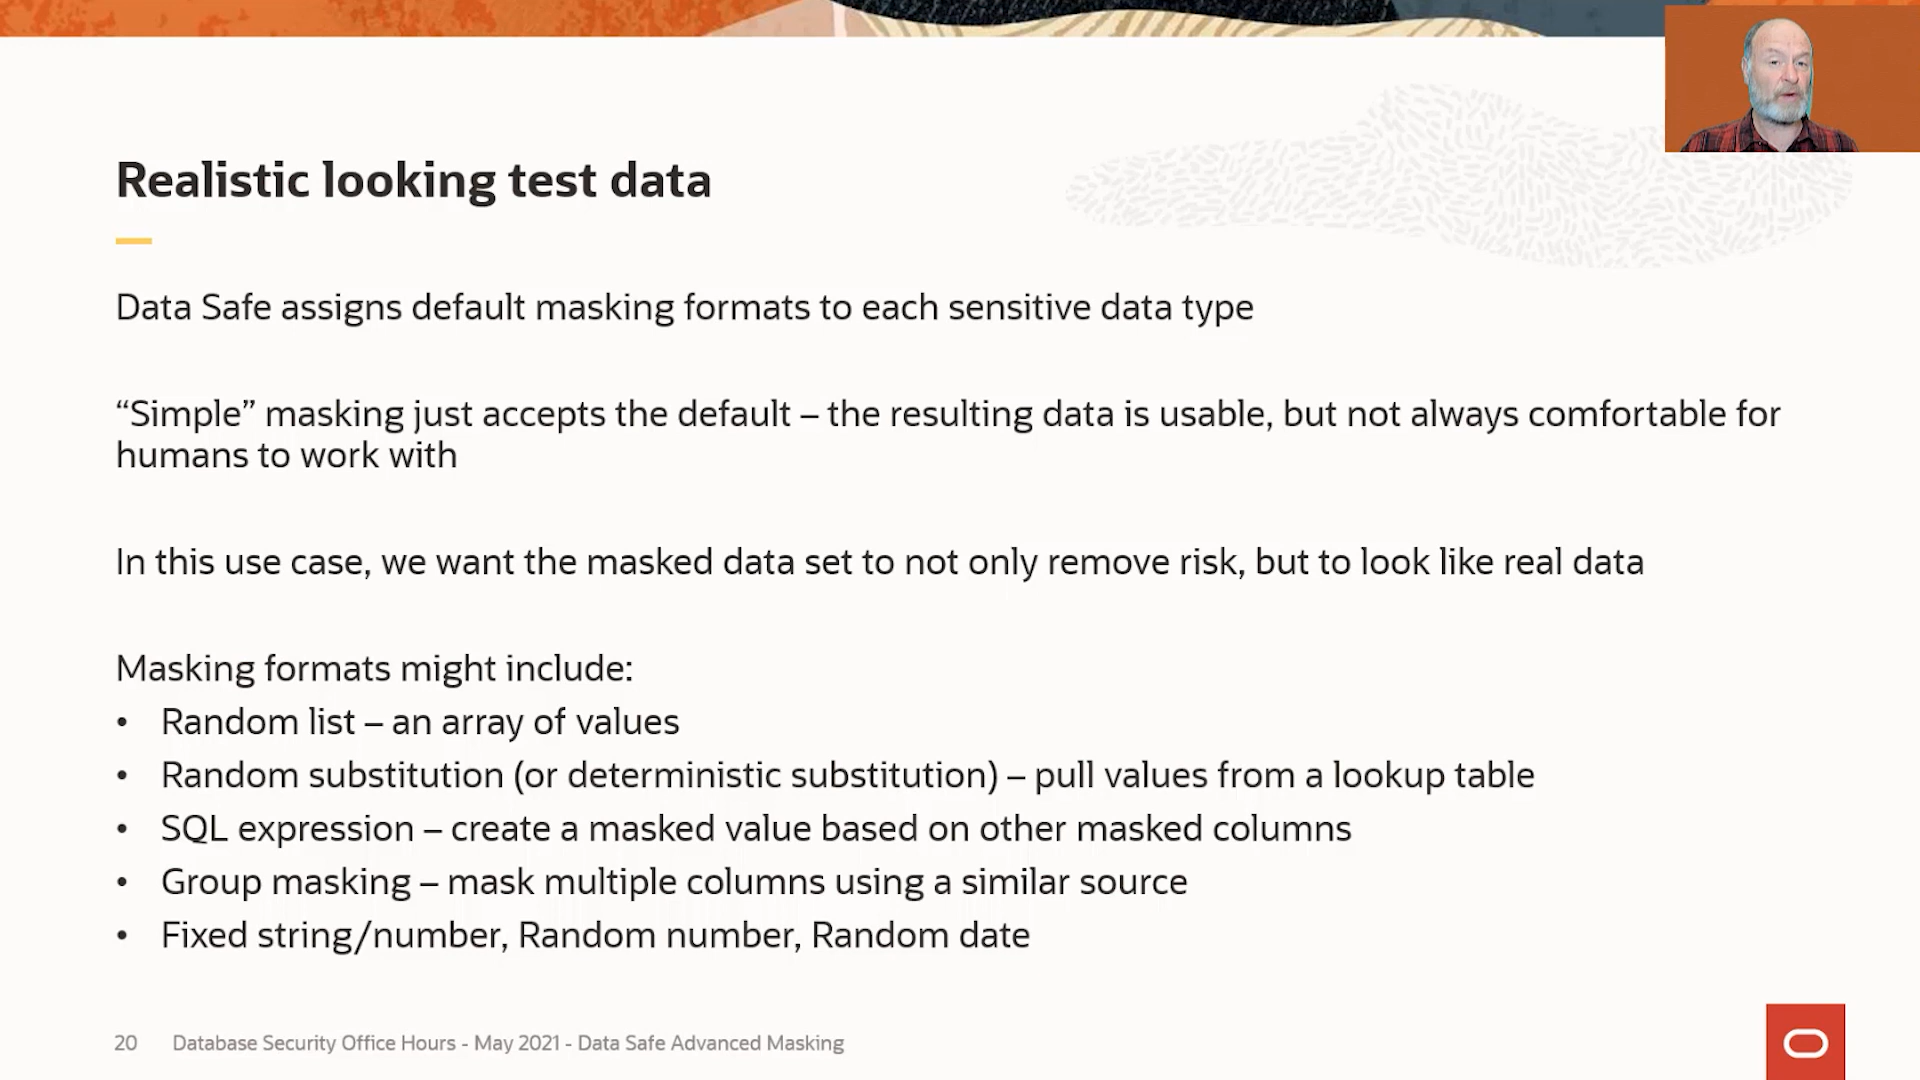 Realistic looking test data
Data Safe assigns default masking formats to each sensitive data type
“Simple” masking just accepts the default – the resulting data is usable, but not always comfortable for
humans to work with
In this use case, we want the masked data set to not only remove risk, but to look like real data
Masking formats might include:
• Random list – an array of values
• Random substitution (or deterministic substitution) – pull values from a lookup table
• SQL expression – create a masked value based on other masked columns
• Group masking – mask multiple columns using a similar source
• Fixed string/number, Random number, Random date
20 Database Security Office Hours - May 2021 - Data Safe Advanced Masking